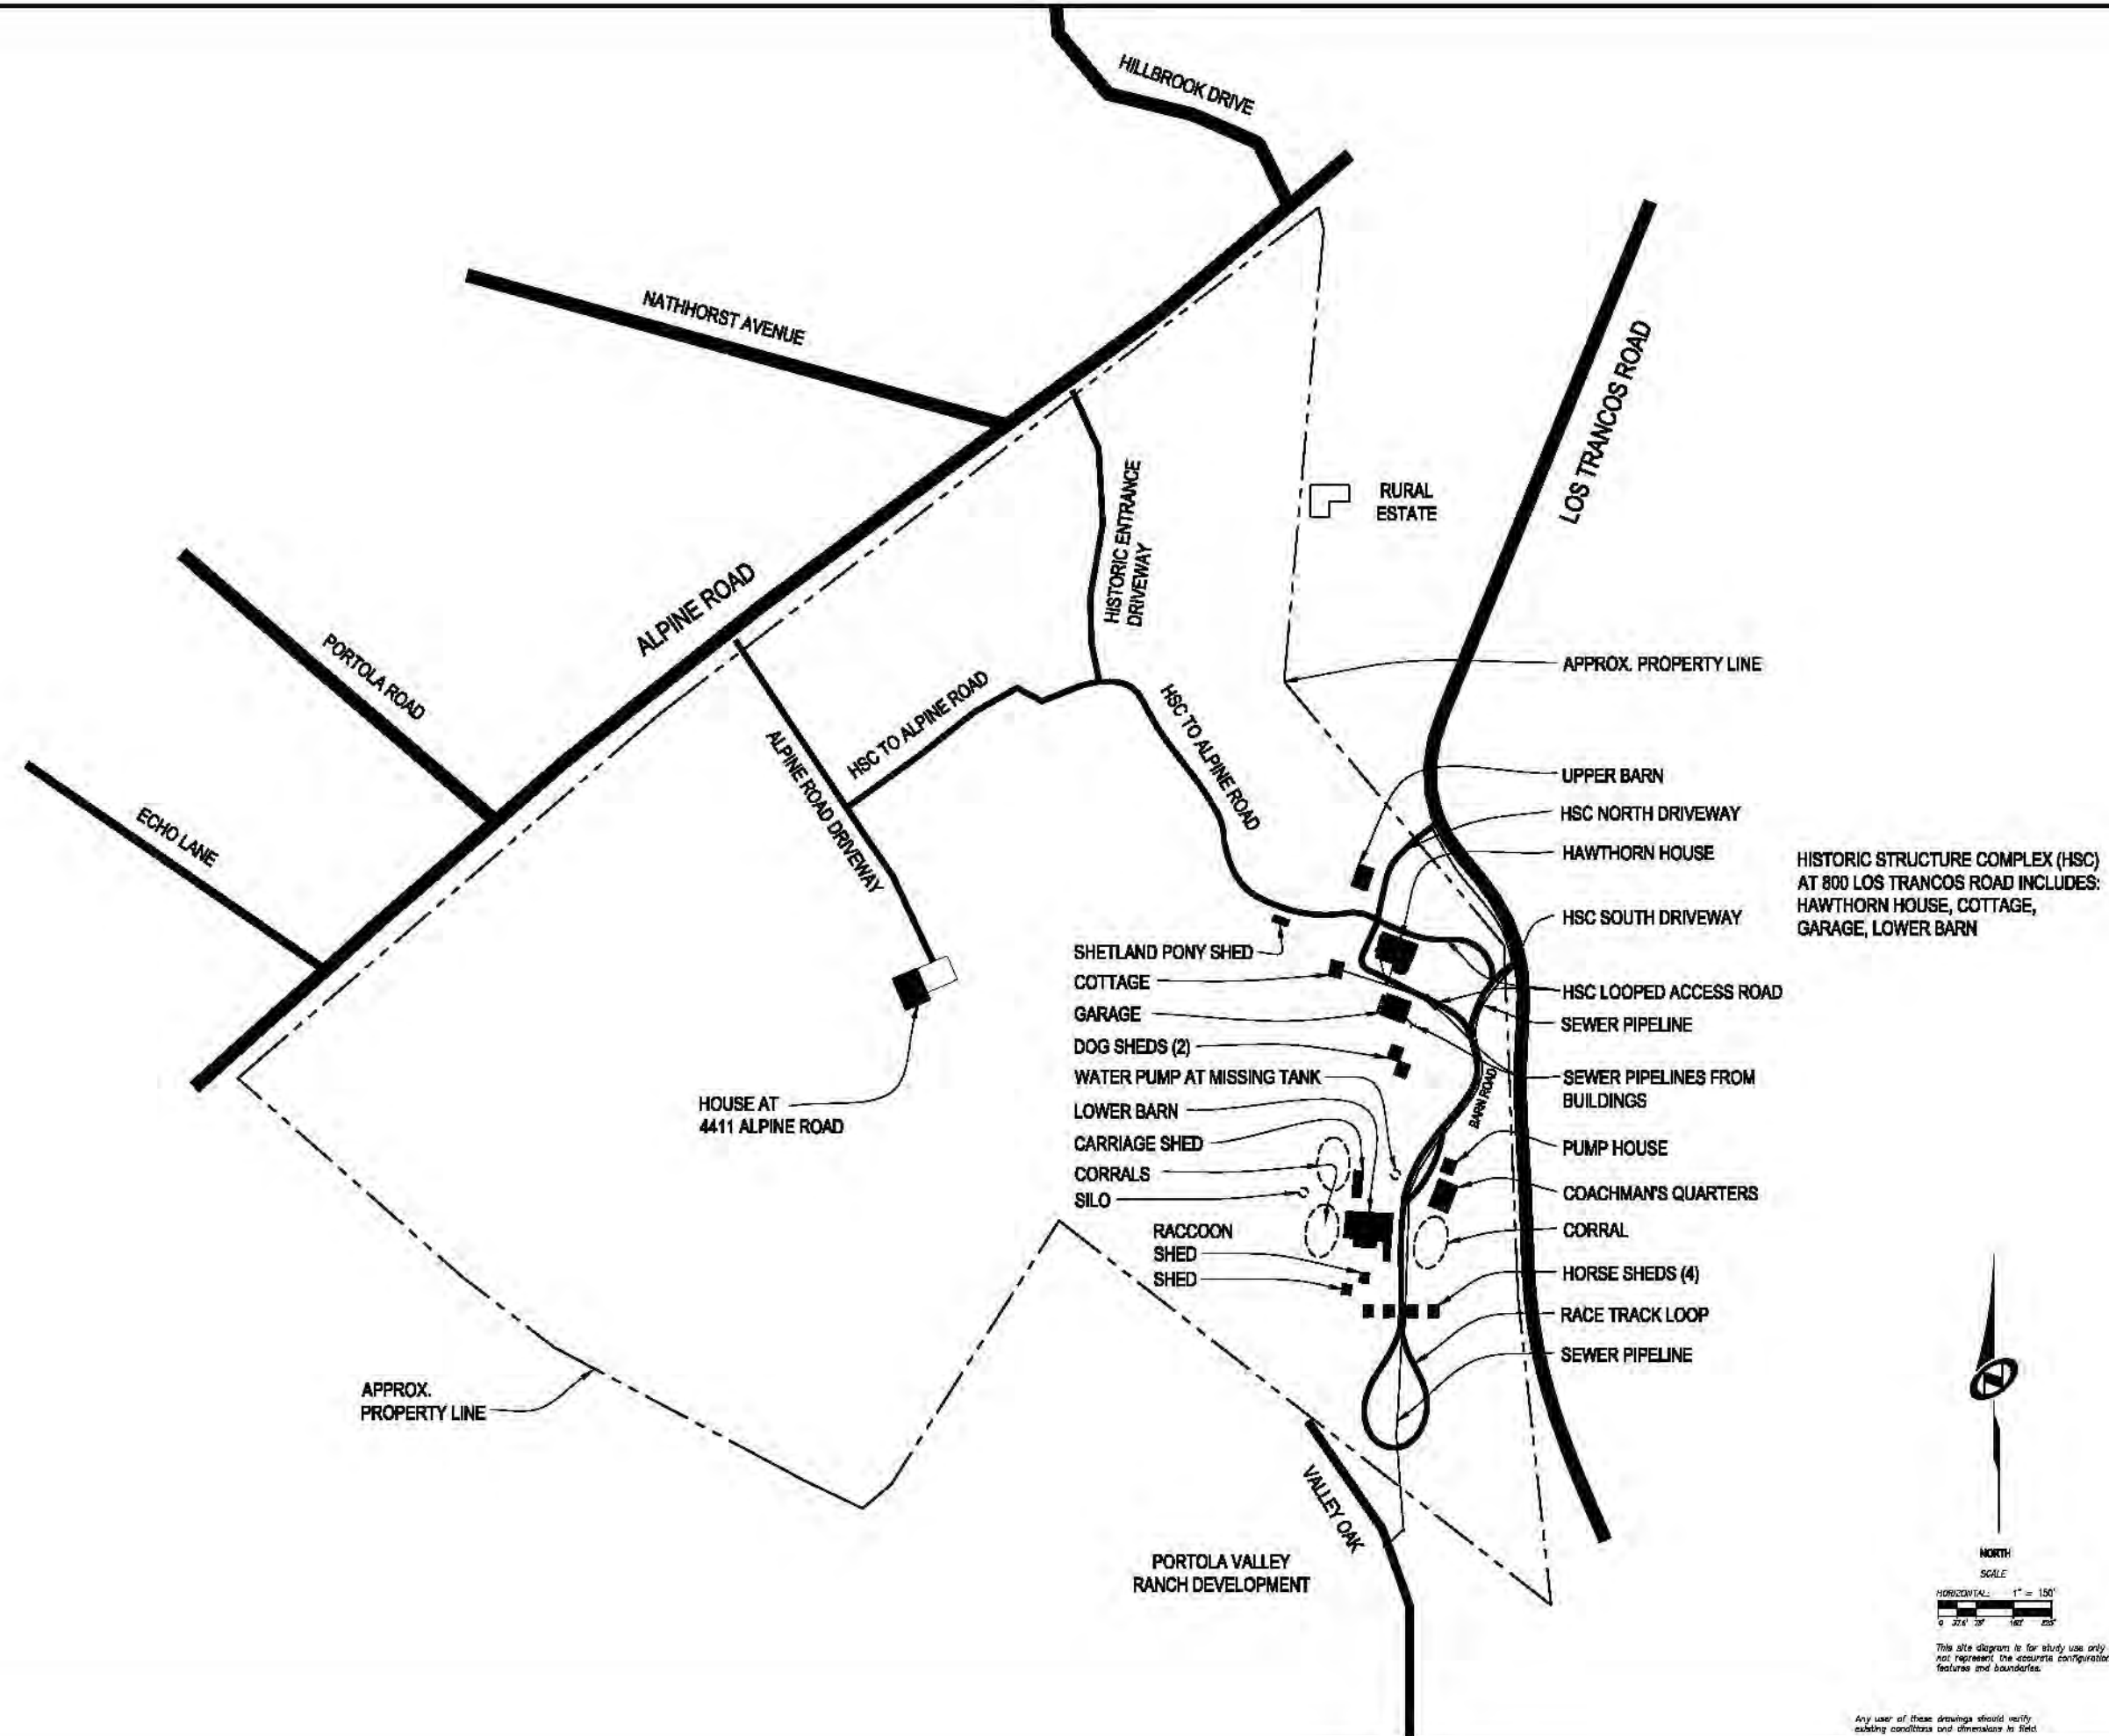 HILLBROOK DRIVE
NATHHORST AVENUE
LOS TRANCOS ROAD
HISTORIC ENTRANCE
DRIVEWAY
RURAL
ESTATE
ALPINE ROAD
PORTOLA ROAD
ECHO LANE
HSC TO ALPINE ROAD
HSC TO ALPINE ROAD
ALPINE ROAD DRIVEWAY
APPROX. PROPERTY LINE
UPPER BARN
HSC NORTH DRIVEWAY
HAWTHORN HOUSE
HSC SOUTH DRIVEWAY
HSC LOOPED ACCESS ROAD
SEWER PIPELINE
SEWER PIPELINES FROM
BUILDINGS
PUMP HOUSE
COACHMAN'S QUARTERS
CORRAL
HORSE SHEDS (4)
RACE TRACK LOOP
SEWER PIPELINE
HISTORIC STRUCTURE COMPLEX (HSC)
AT 800 LOS TRANCOS ROAD INCLUDES:
HAWTHORN HOUSE, COTTAGE,
GARAGE, LOWER BARN
SHETLAND PONY SHED
COTTAGE
GARAGE
DOG SHEDS (2)
WATER PUMP AT MISSING TANK
LOWER BARN
CARRIAGE SHED
CORRALS
SILO
RACCOON
SHED
SHED
BARN ROAD
HOUSE AT
4411 ALPINE ROAD
APPROX.
PROPERTY LINE
VALLEY OAK
PORTOLA VALLEY
RANCH DEVELOPMENT
N
NORTH
SCALE
HORIZONTAL: 1" = 150'
0 75'
This site diagram is for study use only
not represent the accurate configuration
features and boundaries.
Any user of these drawings should verify
existing conditions and dimensions in field.